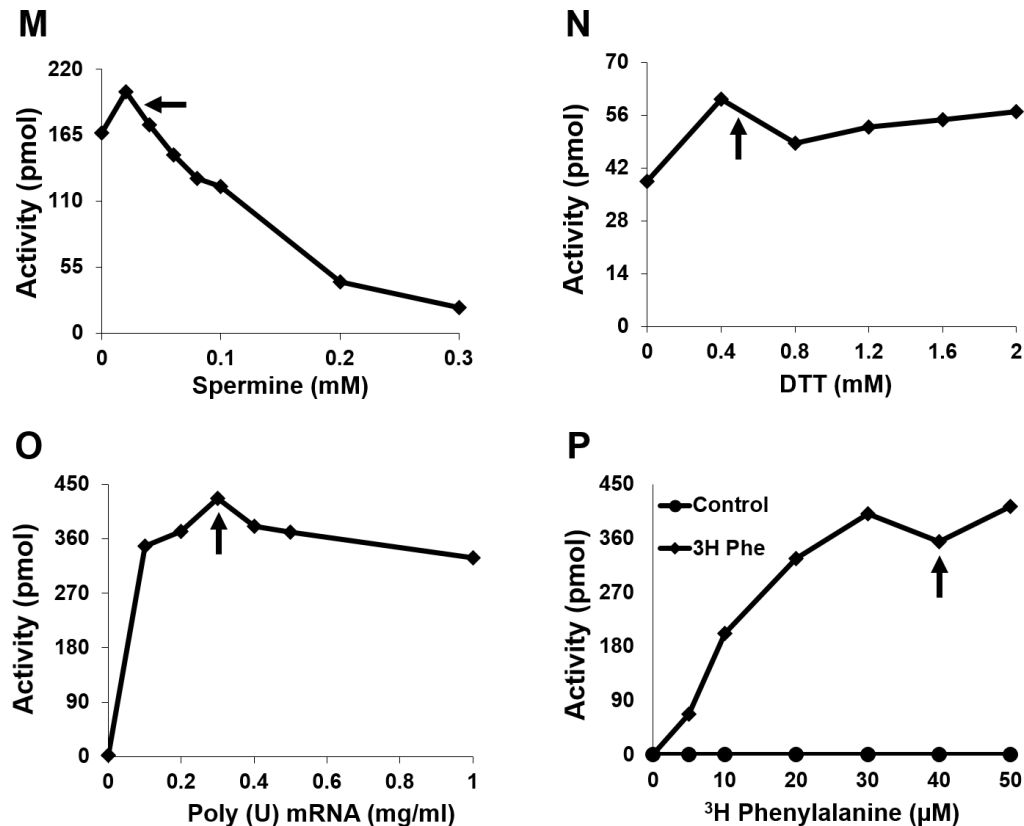 M
220
165
110
55
0
Activity (pmol)
0 0.1 0.2 0.3
Spermine (mM)
N
70
56
42
28
14
0
Activity (pmol)
0 0.4 0.8 1.2 1.6 2
DTT (mM)
O
450
360
270
180
90
0
Activity (pmol)
0 0.2 0.4 0.6 0.8 1
Poly (U) mRNA (mg/ml)
P
450
360
270
180
90
0
Activity (pmol)
Control
3H Phe
0 10 20 30 40 50
³H Phenylalanine (µM)